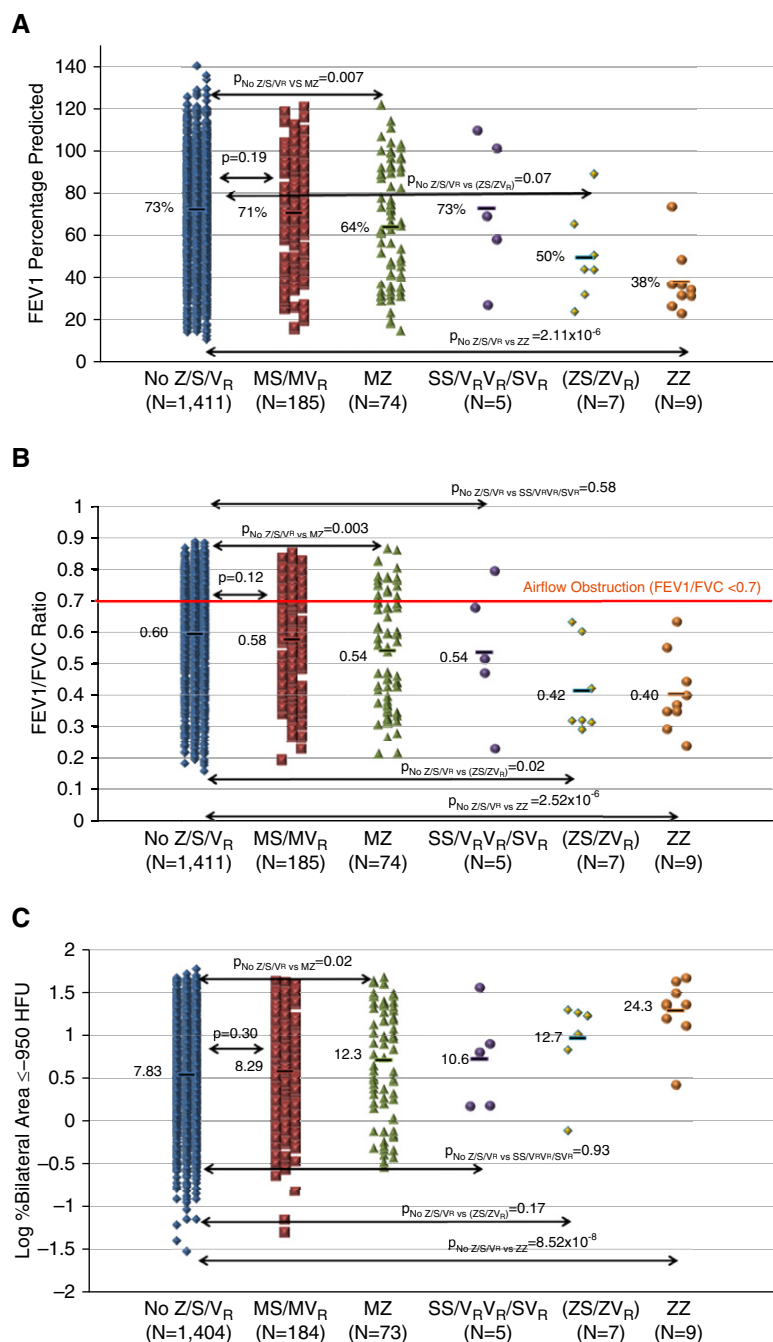 A
FEV1 Percentage Predicted
140
120
100
80
60
40
20
0
pNo Z/S/VR VS MZ=0.007
p=0.19
pNo Z/S/VR vs (ZS/ZVR)=0.07
73%
71%
64%
73%
50%
38%
pNo Z/S/VR vs ZZ=2.11x10-6
No Z/S/VR MS/MVR MZ SS/VRVR/SVR (ZS/ZVR) ZZ
(N=1,411) (N=185) (N=74) (N=5) (N=7) (N=9)
B
FEV1/FVC Ratio
1
0.9
0.8
0.7
0.6
0.5
0.4
0.3
0.2
0.1
0
pNo Z/S/VR vs SS/VRVR/SVR=0.58
pNo Z/S/VR vs MZ=0.003
p=0.12
Airflow Obstruction (FEV1/FVC <0.7)
0.60
0.58
0.54
0.54
0.42
0.40
pNo Z/S/VR vs (ZS/ZVR)=0.02
pNo Z/S/VR vs ZZ=2.52x10-6
No Z/S/VR MS/MVR MZ SS/VRVR/SVR (ZS/ZVR) ZZ
(N=1,411) (N=185) (N=74) (N=5) (N=7) (N=9)
C
Log %Bilateral Area ≤–950 HFU
2
1.5
1
0.5
0
–0.5
–1
–1.5
–2
pNo Z/S/VR vs MZ=0.02
p=0.30
7.83
8.29
12.3
10.6
12.7
24.3
pNo Z/S/VR vs SS/VRVR/SVR=0.93
pNo Z/S/VR vs (ZS/ZVR)=0.17
pNo Z/S/VR vs ZZ=8.52x10-8
No Z/S/VR MS/MVR MZ SS/VRVR/SVR (ZS/ZVR) ZZ
(N=1,404) (N=184) (N=73) (N=5) (N=7) (N=9)